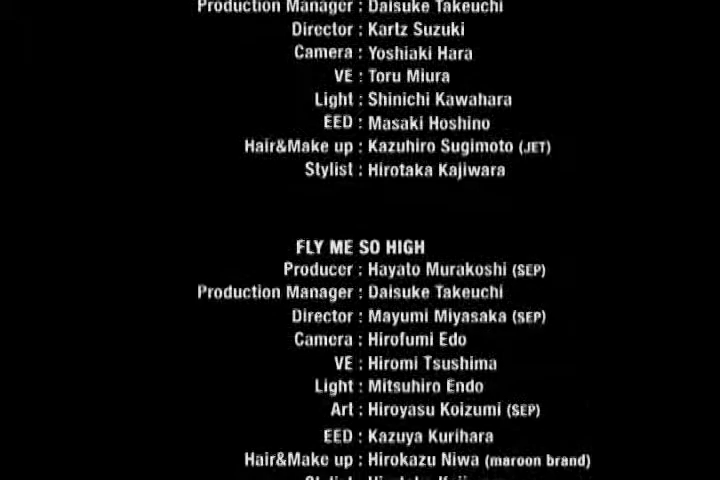 Production Manager : Daisuke Takeuchi
Director : Kartz Suzuki
Camera : Yoshiaki Hara
VE : Toru Miura
Light : Shinichi Kawahara
EED : Masaki Hoshino
Hair&Make up : Kazuhiro Sugimoto (JET)
Stylist : Hirotaka Kajiwara
FLY ME SO HIGH
Producer : Hayato Murakoshi (SEP)
Production Manager : Daisuke Takeuchi
Director : Mayumi Miyasaka (SEP)
Camera : Hirofumi Edo
VE : Hiromi Tsushima
Light : Mitsuhiro Endo
Art : Hiroyasu Koizumi (SEP)
EED : Kazuya Kurihara
Hair&Make up : Hirokazu Niwa (maroon brand)